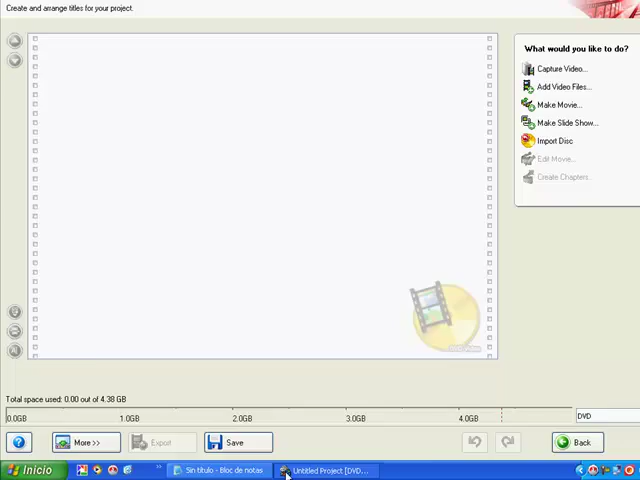 Create and arrange titles for your project.
What would you like to do?
Capture Video...
Add Video Files...
Make Movie...
Make Slide Show...
Import Disc
Edit Movie...
Create Chapters...
Total space used: 0.00 out of 4.38 GB
0.0GB 1.0GB 2.0GB 3.0GB 4.0GB
DVD
More >> Export Save Back
Inicio Sin título - Bloc de notas Untitled Project [DVD...